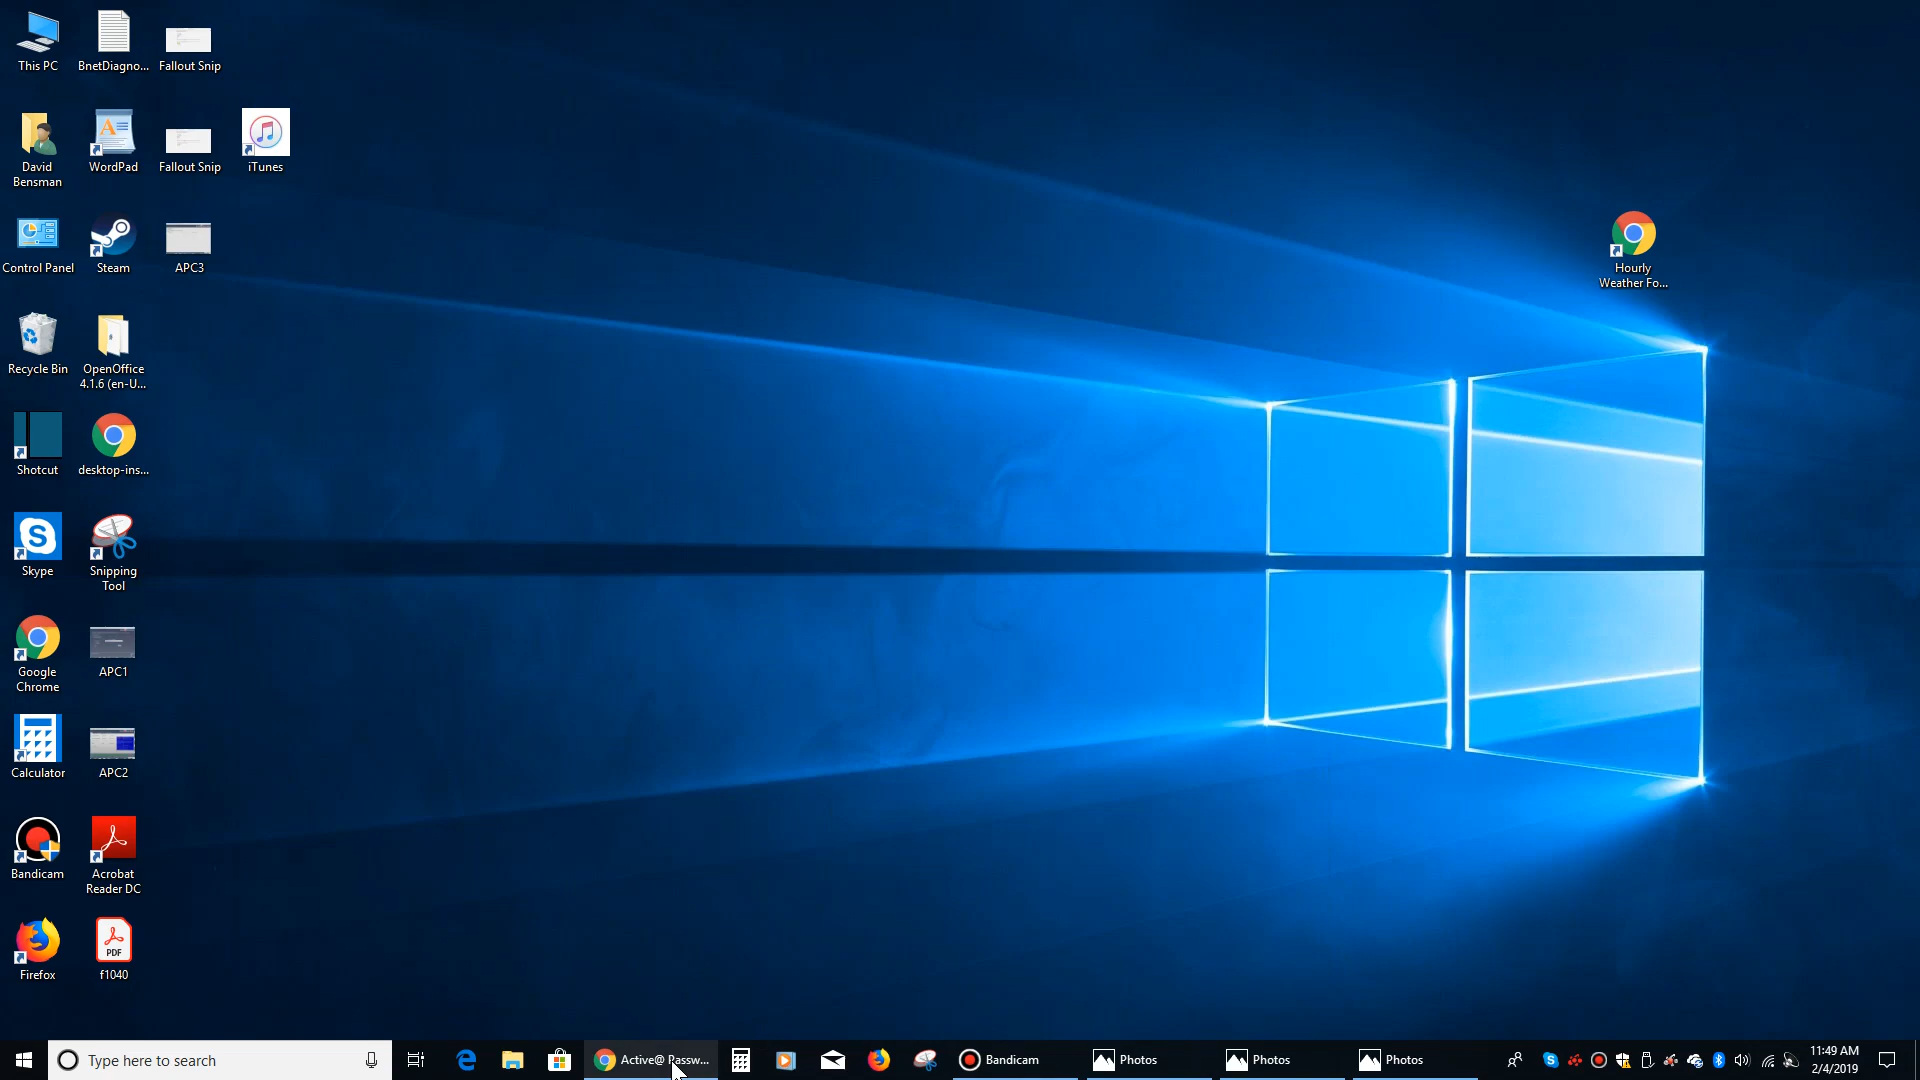 This PC
BnetDiagno...
Fallout Snip
David
Bensman
WordPad
Fallout Snip
iTunes
Control Panel
Steam
APC3
Hourly
Weather Fo...
Recycle Bin
OpenOffice
4.1.6 (en-U...
Shotcut
desktop-ins...
Skype
Snipping
Tool
Google
Chrome
APC1
Calculator
APC2
Bandicam
Acrobat
Reader DC
Firefox
PDF
f1040
Type here to search
Active@ Passw...
Bandicam
Photos
Photos
Photos
11:49 AM
2/4/2019